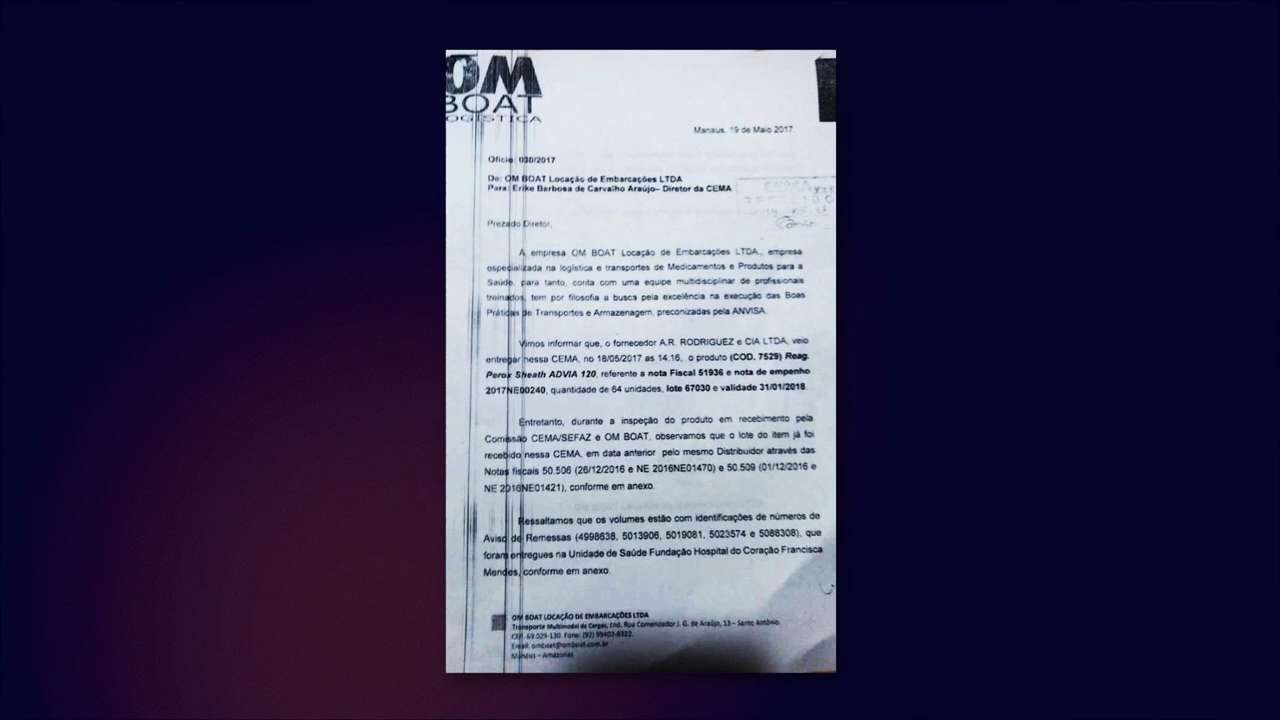 OM
BOAT
LOGÍSTICA
Manaus, 19 de Maio 2017.
Ofício: 030/2017
De: OM BOAT Locação de Embarcações LTDA
Para: Erike Barbosa de Carvalho Araújo– Diretor da CEMA
Prezado Diretor,
A empresa OM BOAT Locação de Embarcações LTDA., empresa
especializada na logística e transportes de Medicamentos e Produtos para a
Saúde, para tanto, conta com uma equipe multidisciplinar de profissionais
treinados, tem por filosofia a busca pela excelência na execução das Boas
Práticas de Transportes e Armazenagem, preconizadas pela ANVISA.
Vimos informar que, o fornecedor A.R. RODRIGUEZ e CIA LTDA, veio
entregar nessa CEMA, no 18/05/2017 as 14:16, o produto (COD. 7529) Reag.
Perox Sheath ADVIA 120, referente a nota Fiscal 51936 e nota de empenho
2017NE00240, quantidade de 64 unidades, lote 67030 e validade 31/01/2018.
Entretanto, durante a inspeção do produto em recebimento pela
Comissão CEMA/SEFAZ e OM BOAT, observamos que o lote do item já foi
recebido nessa CEMA, em data anterior pelo mesmo Distribuidor através das
Notas fiscais 50.506 (26/12/2016 e NE 2016NE01470) e 50.509 (01/12/2016 e
NE 2016NE01421), conforme em anexo.
Ressaltamos que os volumes estão com identificações de números de
Aviso de Remessas (4998638, 5013906, 5019081, 5023574 e 5088308), que
foram entregues na Unidade de Saúde Fundação Hospital do Coração Francisca
Mendes, conforme em anexo.
OM BOAT LOCAÇÃO DE EMBARCAÇÕES LTDA
Transporte Multimodal de Cargas, End. Rua Comendador J. G. de Araújo, 13 – Santo Antônio.
CEP. 69.029-130. Fone: (92) 99402-8322.
Email. omboat@omboat.com.br
Manaus – Amazonas